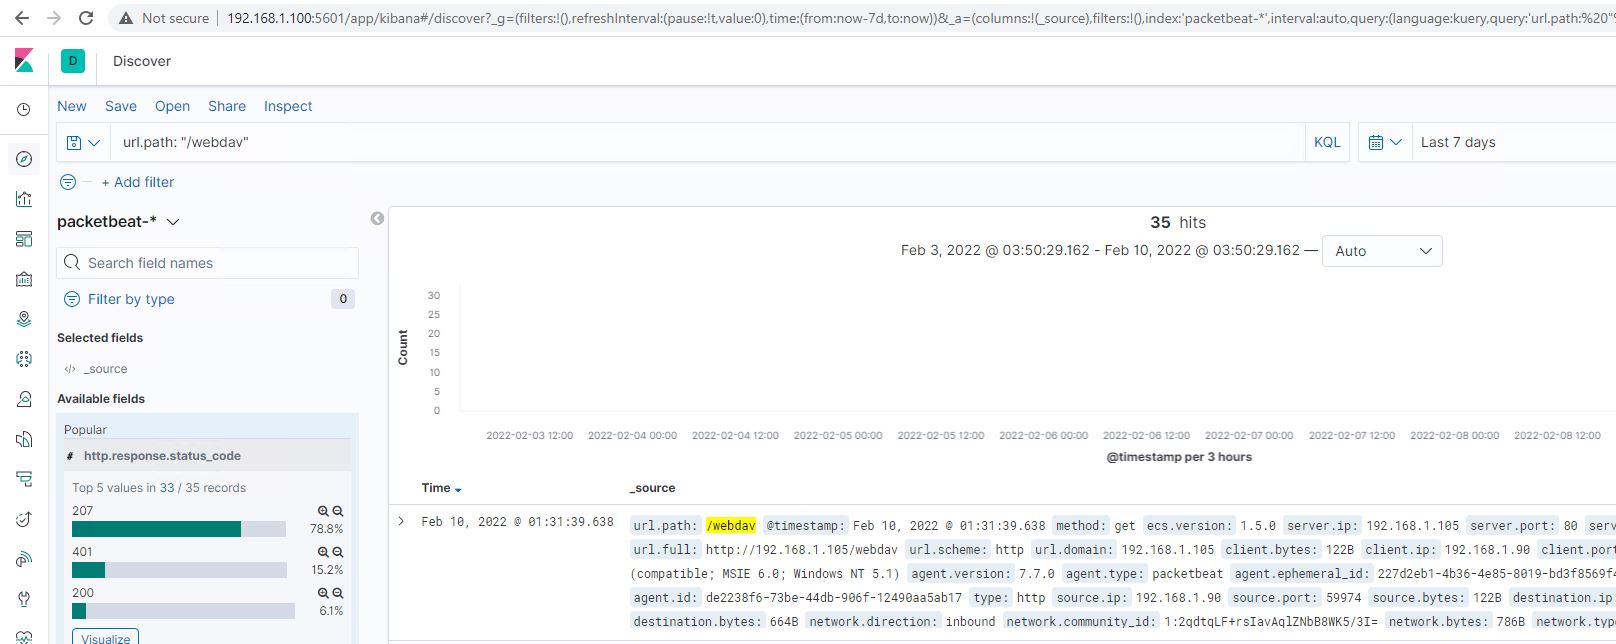 Not secure 192.168.1.100:5601/app/kibana#/discover?_g=(filters:!(),refreshInterval:(pause:!t,value:0),time:(from:now-7d,to:now))&_a=(columns:!(_source),filters:!(),index:'packetbeat-*',interval:auto,query:(language:kuery,query:'url.path:%20"
D Discover
New Save Open Share Inspect
url.path: "/webdav" KQL Last 7 days
+ Add filter
packetbeat-*
35 hits
Feb 3, 2022 @ 03:50:29.162 - Feb 10, 2022 @ 03:50:29.162 — Auto
Search field names
Filter by type 0
Selected fields
</> _source
Available fields
Popular
# http.response.status_code
Top 5 values in 33 / 35 records
207
78.8%
401
15.2%
200
6.1%
Visualize
Count
30
25
20
15
10
5
0
2022-02-03 12:00 2022-02-04 00:00 2022-02-04 12:00 2022-02-05 00:00 2022-02-05 12:00 2022-02-06 00:00 2022-02-06 12:00 2022-02-07 00:00 2022-02-07 12:00 2022-02-08 00:00 2022-02-08 12:00
@timestamp per 3 hours
Time _source
Feb 10, 2022 @ 01:31:39.638 url.path: /webdav @timestamp: Feb 10, 2022 @ 01:31:39.638 method: get ecs.version: 1.5.0 server.ip: 192.168.1.105 server.port: 80 serv
url.full: http://192.168.1.105/webdav url.scheme: http url.domain: 192.168.1.105 client.bytes: 122B client.ip: 192.168.1.90 client.port
(compatible; MSIE 6.0; Windows NT 5.1) agent.version: 7.7.0 agent.type: packetbeat agent.ephemeral_id: 227d2eb1-4b36-4e85-8019-bd3f8569f4
agent.id: de2238f6-73be-44db-906f-12490aa5ab17 type: http source.ip: 192.168.1.90 source.port: 59974 source.bytes: 122B destination.ip:
destination.bytes: 664B network.direction: inbound network.community_id: 1:2qdtqLF+rsIavAqlZNbB8WK5/3I= network.bytes: 786B network.typ